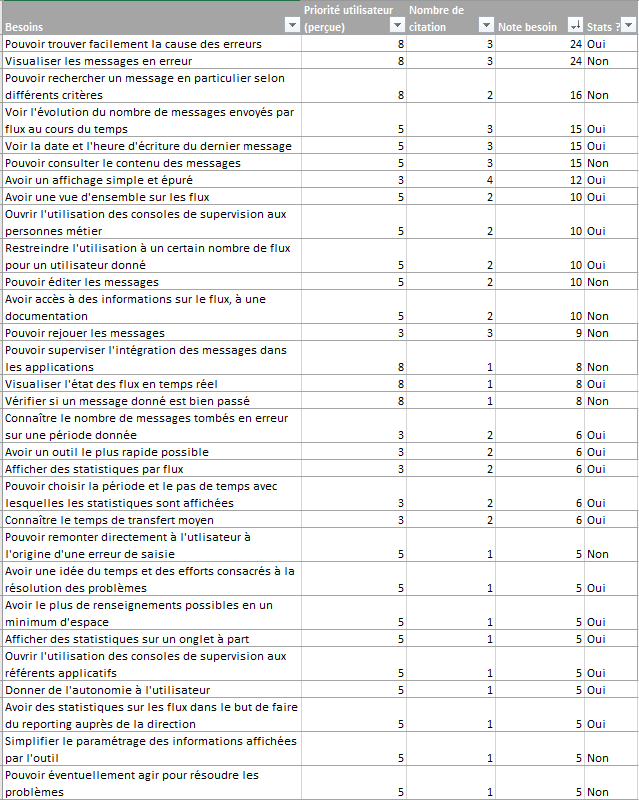 Besoins Priorité utilisateur (perçue) Nombre de citation Note besoin Stats ?
Pouvoir trouver facilement la cause des erreurs 8 3 24 Oui
Visualiser les messages en erreur 8 3 24 Non
Pouvoir rechercher un message en particulier selon
différents critères 8 2 16 Non
Voir l'évolution du nombre de messages envoyés par
flux au cours du temps 5 3 15 Oui
Voir la date et l'heure d'écriture du dernier message 5 3 15 Oui
Pouvoir consulter le contenu des messages 5 3 15 Non
Avoir un affichage simple et épuré 3 4 12 Oui
Avoir une vue d'ensemble sur les flux 5 2 10 Oui
Ouvrir l'utilisation des consoles de supervision aux
personnes métier 5 2 10 Oui
Restreindre l'utilisation à un certain nombre de flux
pour un utilisateur donné 5 2 10 Oui
Pouvoir éditer les messages 5 2 10 Non
Avoir accès à des informations sur le flux, à une
documentation 5 2 10 Non
Pouvoir rejouer les messages 3 3 9 Non
Pouvoir superviser l'intégration des messages dans
les applications 8 1 8 Non
Visualiser l'état des flux en temps réel 8 1 8 Oui
Vérifier si un message donné est bien passé 8 1 8 Non
Connaître le nombre de messages tombés en erreur
sur une période donnée 3 2 6 Oui
Avoir un outil le plus rapide possible 3 2 6 Oui
Afficher des statistiques par flux 3 2 6 Oui
Pouvoir choisir la période et le pas de temps avec
lesquelles les statistiques sont affichées 3 2 6 Oui
Connaître le temps de transfert moyen 3 2 6 Oui
Pouvoir remonter directement à l'utlisateur à
l'origine d'une erreur de saisie 5 1 5 Non
Avoir une idée du temps et des efforts consacrés à la
résolution des problèmes 5 1 5 Oui
Avoir le plus de renseignements possibles en un
minimum d'espace 5 1 5 Oui
Afficher des statistiques sur un onglet à part 5 1 5 Oui
Ouvrir l'utilisation des consoles de supervision aux
référents applicatifs 5 1 5 Oui
Donner de l'autonomie à l'utilisateur 5 1 5 Oui
Avoir des statistiques sur les flux dans le but de faire
du reporting auprès de la direction 5 1 5 Oui
Simplifier le paramétrage des informations affichées
par l'outil 5 1 5 Non
Pouvoir éventuellement agir pour résoudre les
problèmes 5 1 5 Non